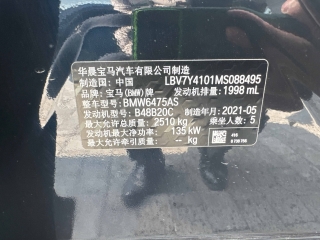 华晨宝马汽车有限公司制造
制造国：中国 LBV7Y4101MS088495
品牌：宝马(BMW)牌 发动机排量：1998 mL
整车型号：BMW6475AS
发动机型号：B48B20C 制造年月：2021-05
最大允许总质量：2510 kg 乘坐人数：5
发动机最大净功率：135 kW
最大允许牵引质量：— kg